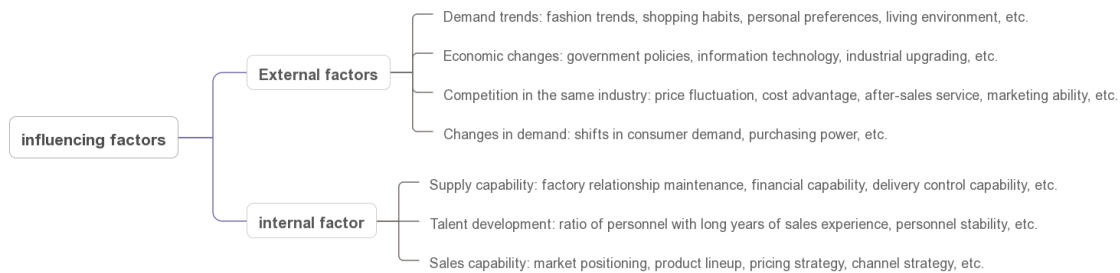 influencing factors
External factors
Demand trends: fashion trends, shopping habits, personal preferences, living environment, etc.
Economic changes: government policies, information technology, industrial upgrading, etc.
Competition in the same industry: price fluctuation, cost advantage, after-sales service, marketing ability, etc.
Changes in demand: shifts in consumer demand, purchasing power, etc.
internal factor
Supply capability: factory relationship maintenance, financial capability, delivery control capability, etc.
Talent development: ratio of personnel with long years of sales experience, personnel stability, etc.
Sales capability: market positioning, product lineup, pricing strategy, channel strategy, etc.